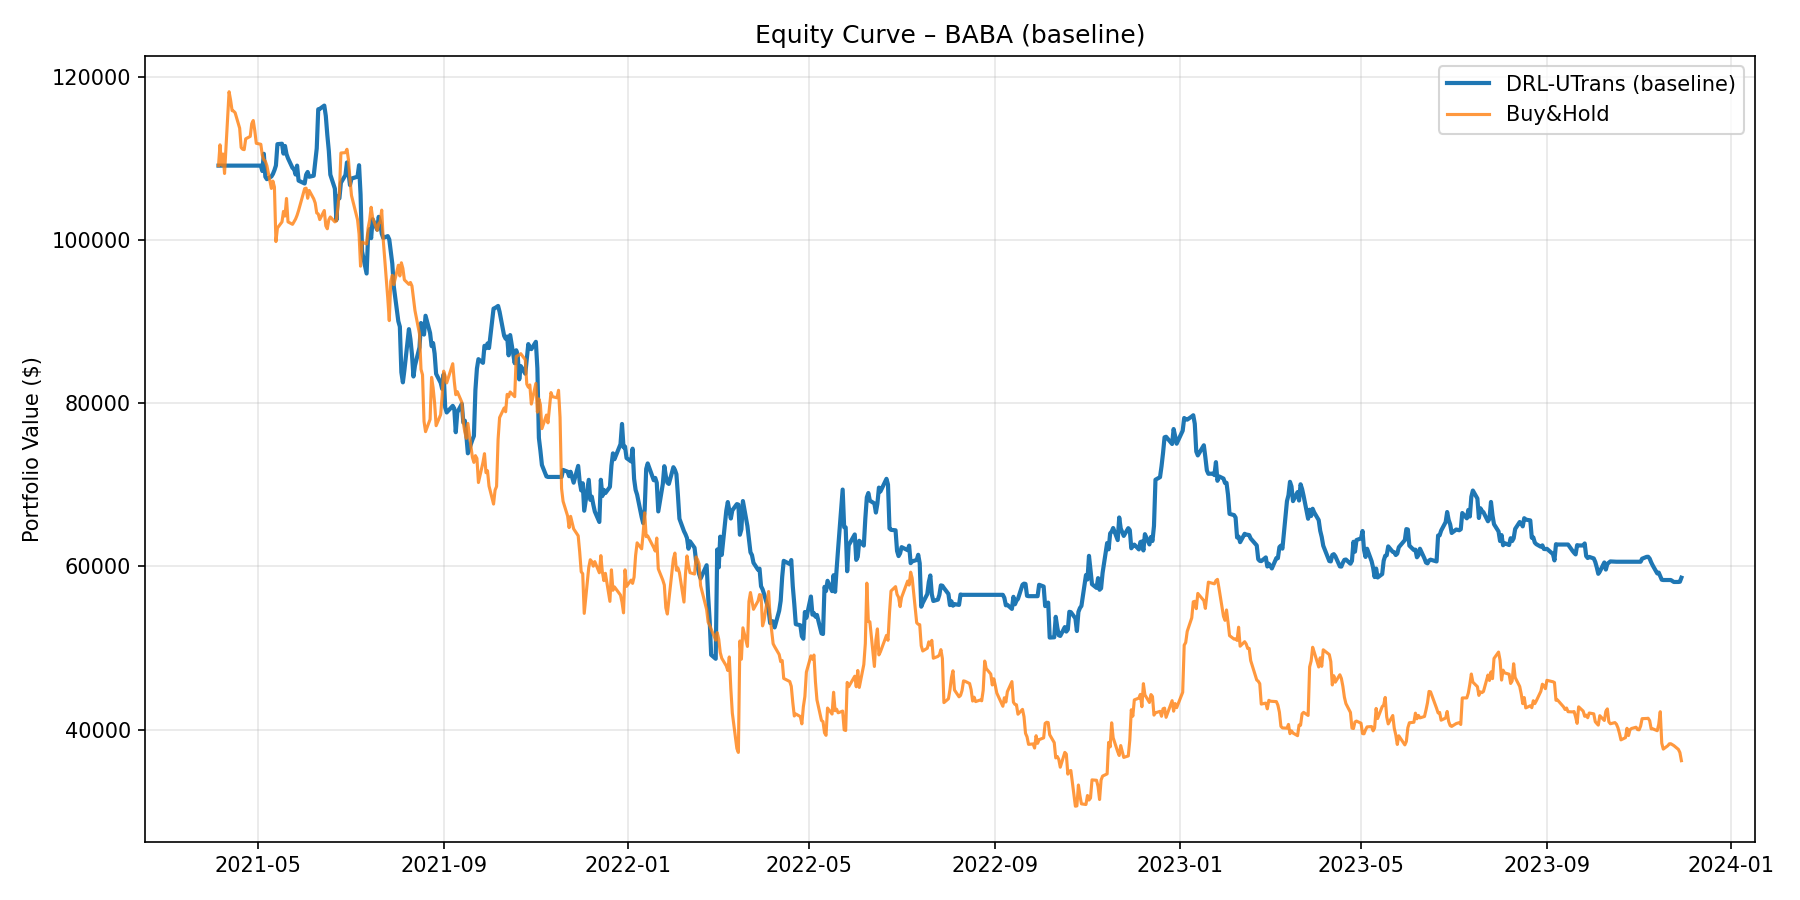 Equity Curve – BABA (baseline)
DRL-UTrans (baseline)
Buy&Hold
Portfolio Value ($)
120000
100000
80000
60000
40000
2021-05 2021-09 2022-01 2022-05 2022-09 2023-01 2023-05 2023-09 2024-01